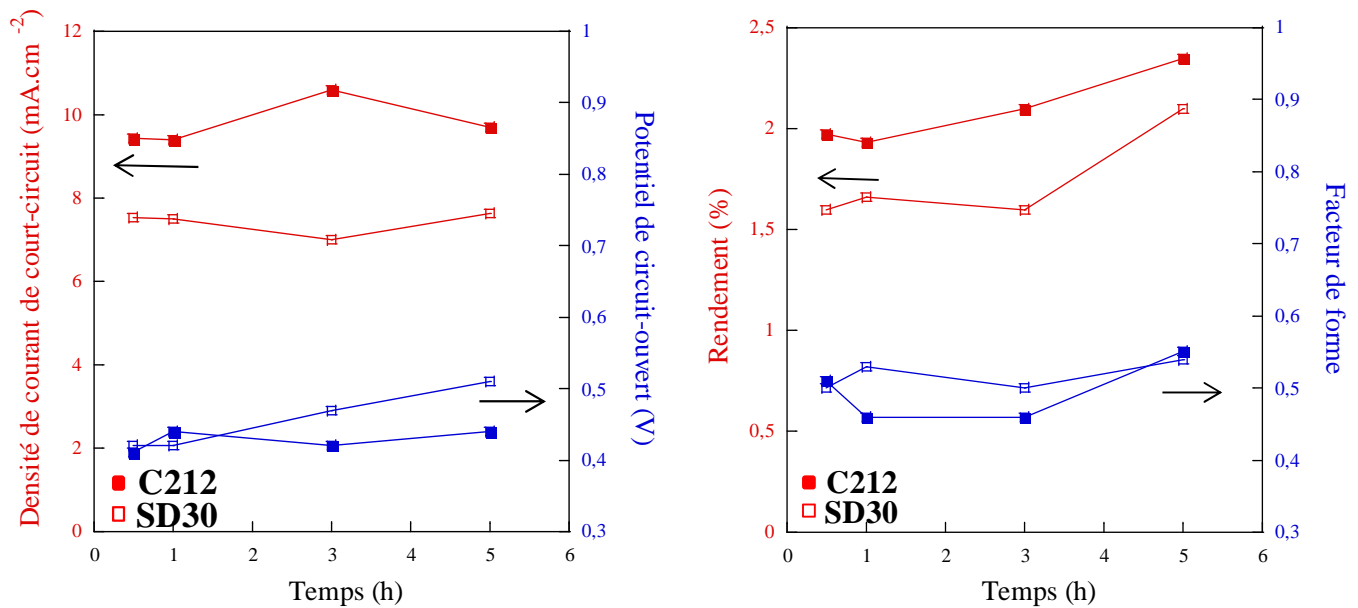 Densité de courant de court-circuit (mA.cm -2)
12
10
8
6
4
2
0
1
0,9
0,8
0,7
0,6
0,5
0,4
0,3
Potentiel de circuit-ouvert (V)
C212
SD30
0 1 2 3 4 5 6
Temps (h)
Rendement (%)
2,5
2
1,5
1
0,5
0
1
0,9
0,8
0,7
0,6
0,5
0,4
0,3
Facteur de forme
C212
SD30
0 1 2 3 4 5 6
Temps (h)